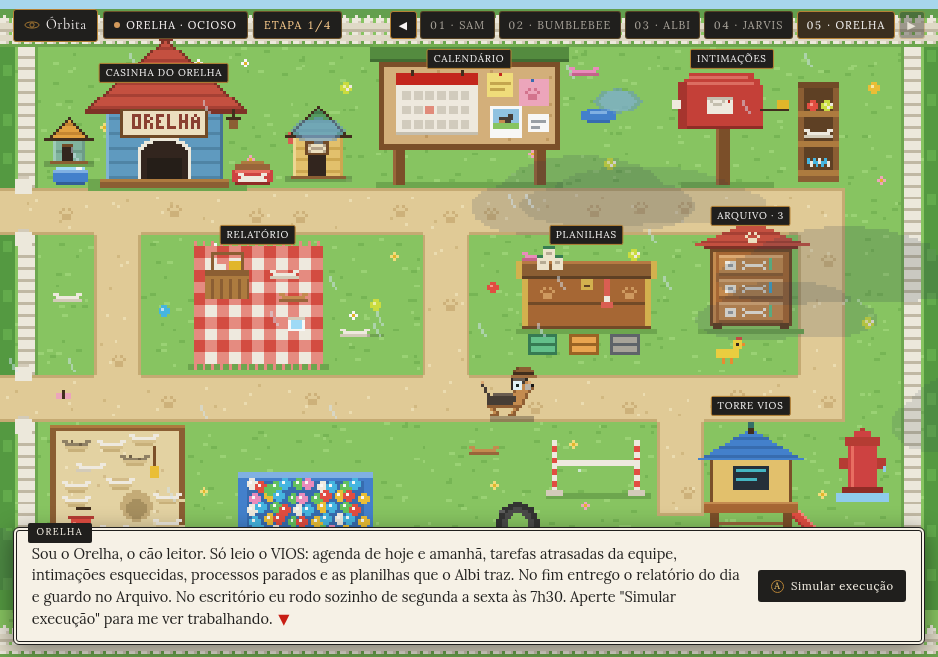 Ôrbita
ORELHA · OCIOSO
ETAPA 1/4
◀
01 · SAM
02 · BUMBLEBEE
03 · ALBI
04 · JARVIS
05 · ORELHA
▶
CASINHA DO ORELHA
CALENDÁRIO
INTIMAÇÕES
ORELHA
ARQUIVO · 3
RELATÓRIO
PLANILHAS
TORRE VIOS
ORELHA
Sou o Orelha, o cão leitor. Só leio o VIOS: agenda de hoje e amanhã, tarefas atrasadas da equipe,
intimações esquecidas, processos parados e as planilhas que o Albi traz. No fim entrego o relatório do dia
e guardo no Arquivo. No escritório eu rodo sozinho de segunda a sexta às 7h30. Aperte "Simular
execução" para me ver trabalhando. ▼
Ⓐ Simular execução